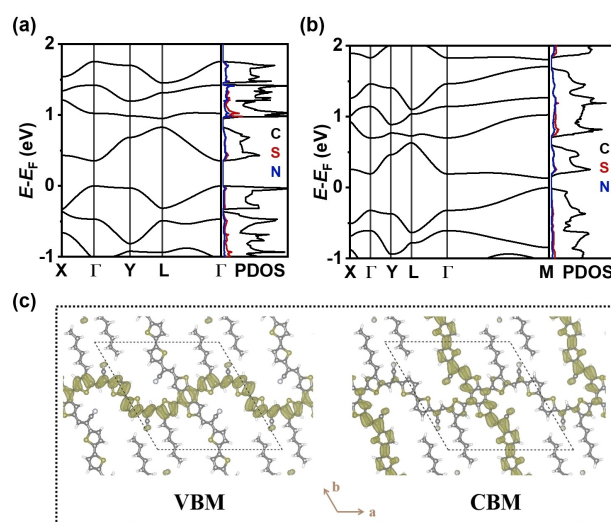 (a)
2
1
0
-1
E-E_F (eV)
X Γ Y L Γ PDOS
C
S
N
(b)
2
1
0
-1
E-E_F (eV)
X Γ Y L Γ M PDOS
C
S
N
(c)
VBM
CBM
b
a